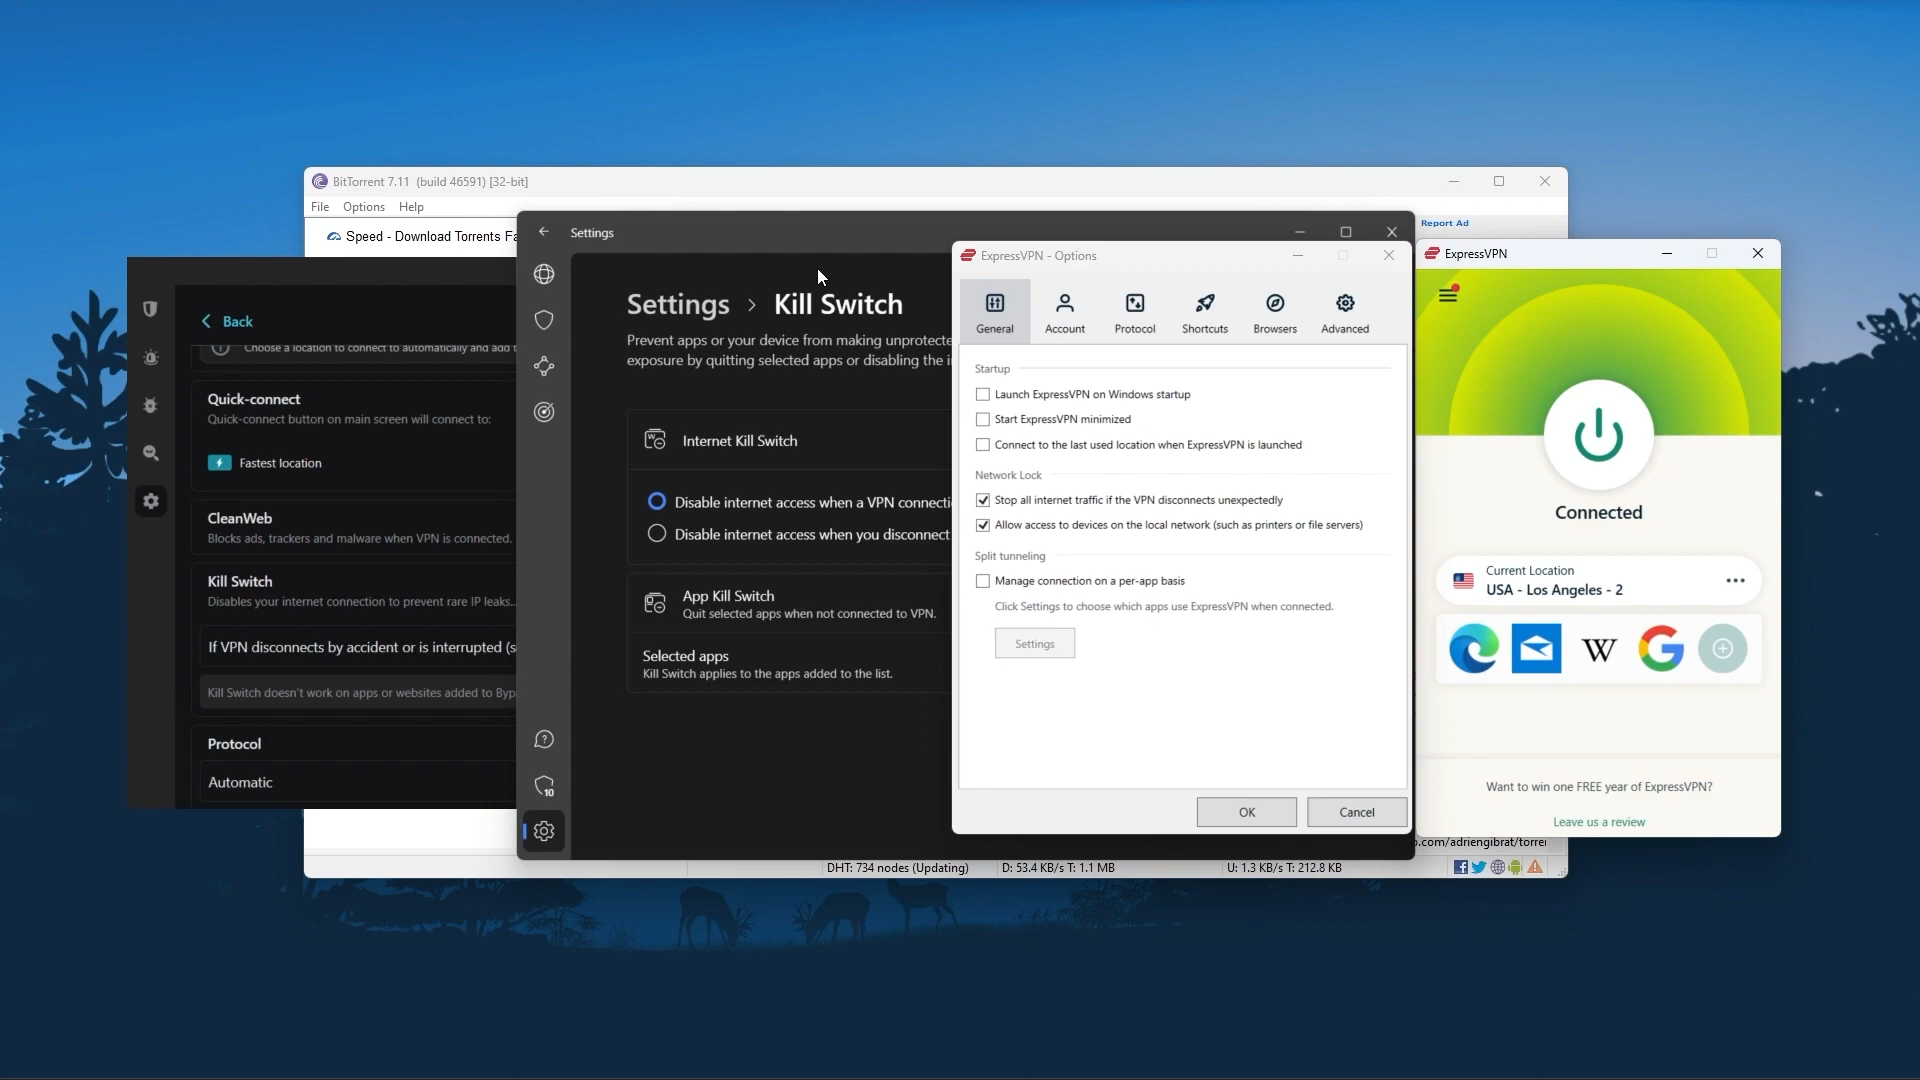 BitTorrent 7.11 (build 46591) [32-bit]
File Options Help
Speed - Download Torrents Fa
Report Ad
Back
Choose a location to connect to automatically and add t
Quick-connect
Quick-connect button on main screen will connect to:
Fastest location
CleanWeb
Blocks ads, trackers and malware when VPN is connected.
Kill Switch
Disables your internet connection to prevent rare IP leaks...
If VPN disconnects by accident or is interrupted (s
Kill Switch doesn't work on apps or websites added to Byp
Protocol
Automatic
Settings
Settings > Kill Switch
Prevent apps or your device from making unprotecte
exposure by quitting selected apps or disabling the i
Internet Kill Switch
Disable internet access when a VPN connecti
Disable internet access when you disconnect
App Kill Switch
Quit selected apps when not connected to VPN.
Selected apps
Kill Switch applies to the apps added to the list.
10
ExpressVPN - Options
General Account Protocol Shortcuts Browsers Advanced
Startup
Launch ExpressVPN on Windows startup
Start ExpressVPN minimized
Connect to the last used location when ExpressVPN is launched
Network Lock
Stop all internet traffic if the VPN disconnects unexpectedly
Allow access to devices on the local network (such as printers or file servers)
Split tunneling
Manage connection on a per-app basis
Click Settings to choose which apps use ExpressVPN when connected.
Settings
OK Cancel
ExpressVPN
Connected
Current Location
USA - Los Angeles - 2
W
Want to win one FREE year of ExpressVPN?
Leave us a review
.com/adriengibrat/torre
DHT: 734 nodes (Updating) D: 53.4 KB/s T: 1.1 MB U: 1.3 KB/s T: 212.8 KB